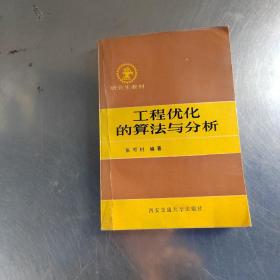 研究生教材
工程优化
的算法与分析
张可村 编著
西安交通大学出版社